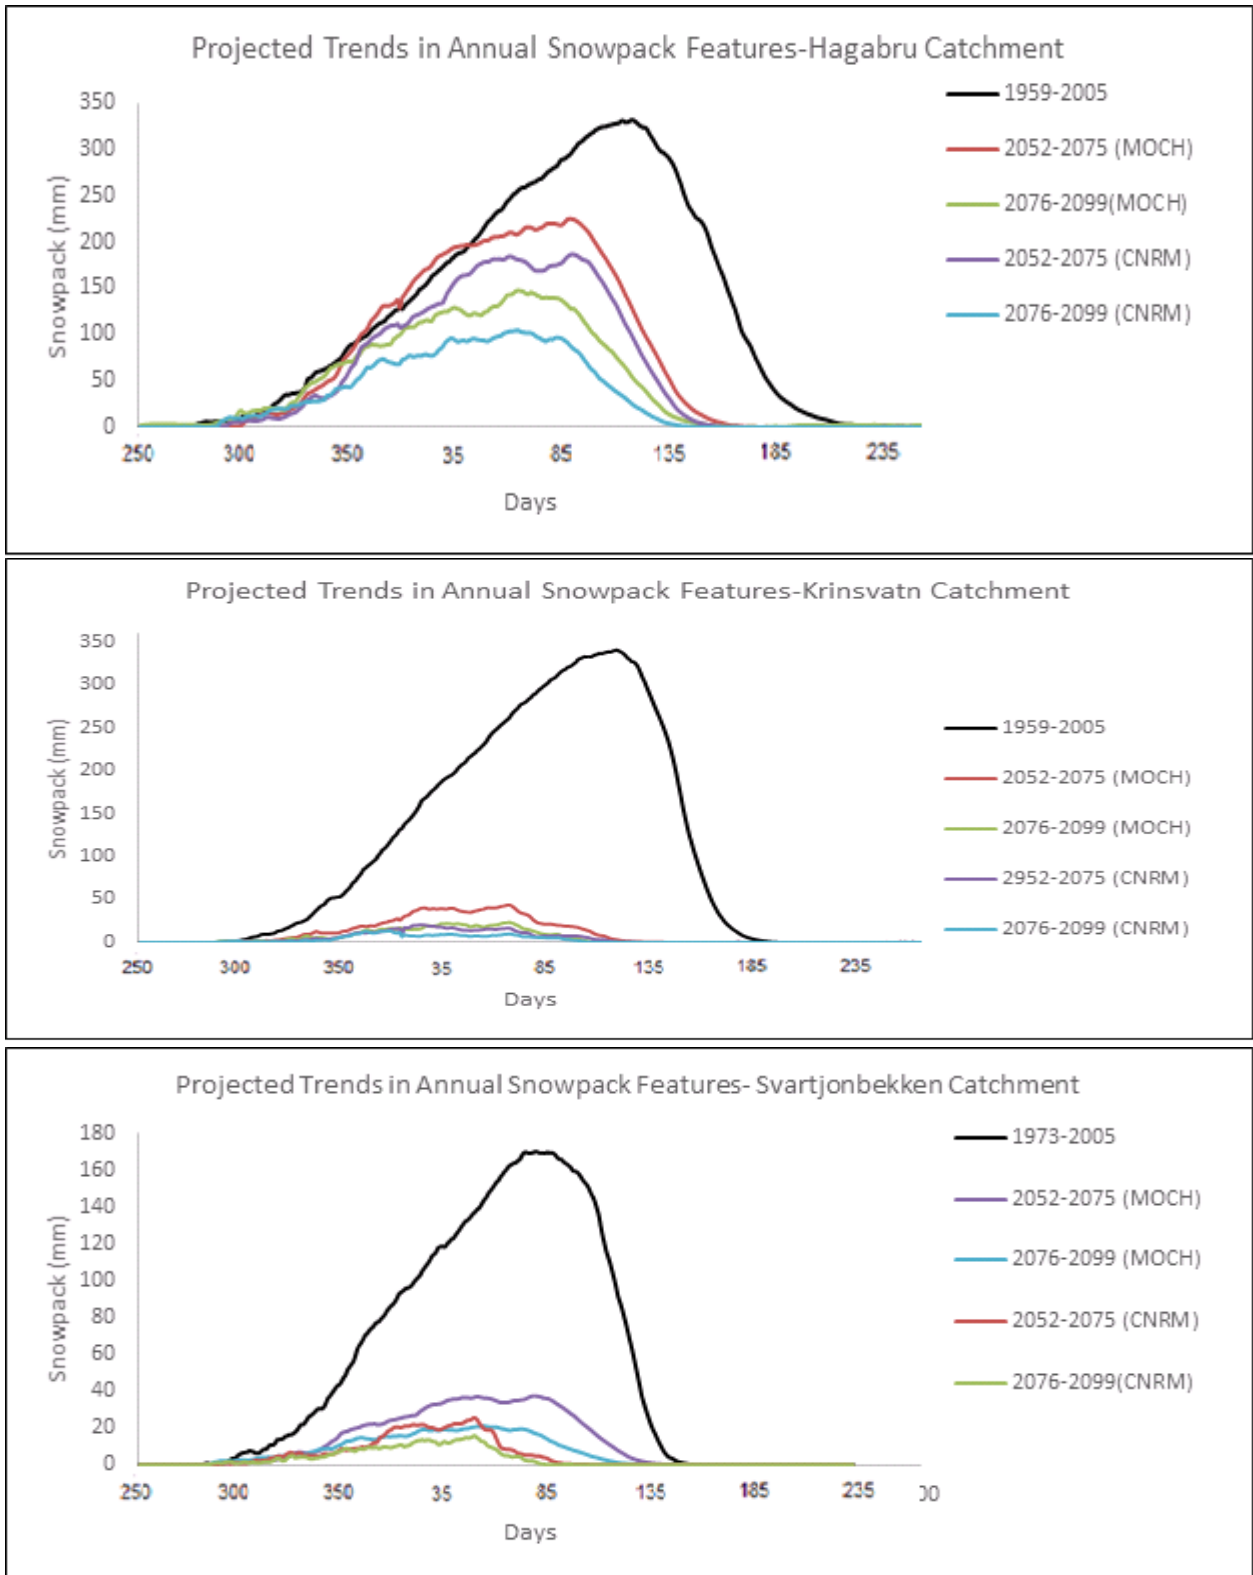 Projected Trends in Annual Snowpack Features-Hagabru Catchment
350
300
250
200
150
100
50
0
Snowpack (mm)
250 300 350 35 85 135 185 235
Days
1959-2005
2052-2075 (MOCH)
2076-2099(MOCH)
2052-2075 (CNRM)
2076-2099 (CNRM)
Projected Trends in Annual Snowpack Features-Krinsvatn Catchment
350
300
250
200
150
100
50
0
Snowpack (mm)
250 300 350 35 85 135 185 235
Days
1959-2005
2052-2075 (MOCH)
2076-2099 (MOCH)
2952-2075 (CNRM)
2076-2099 (CNRM)
Projected Trends in Annual Snowpack Features- Svartjonbekken Catchment
180
160
140
120
100
80
60
40
20
0
Snowpack (mm)
250 300 350 35 85 135 185 235 00
Days
1973-2005
2052-2075 (MOCH)
2076-2099 (MOCH)
2052-2075 (CNRM)
2076-2099(CNRM)